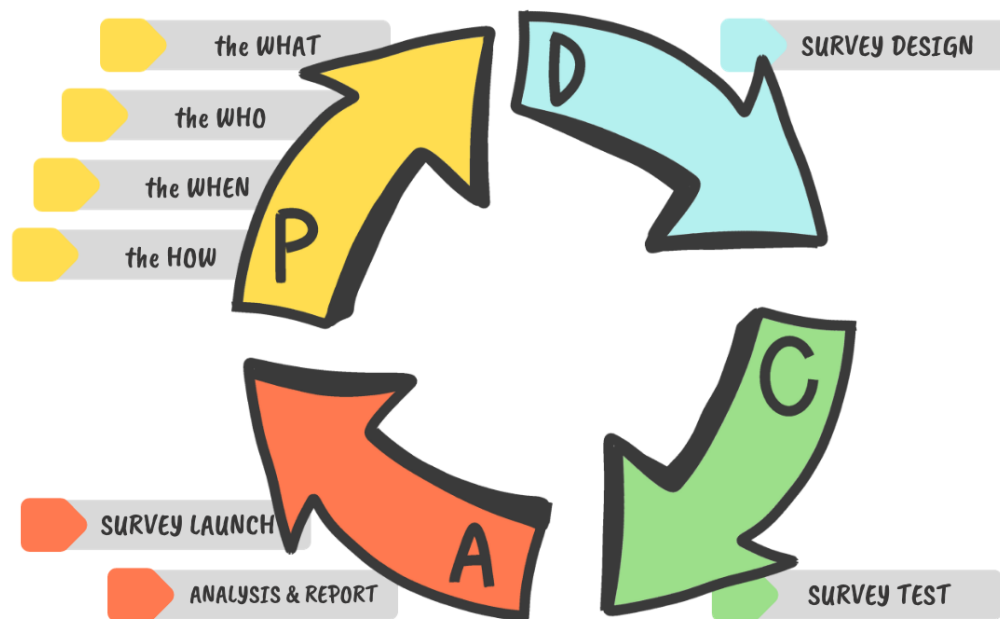 the WHAT
the WHO
the WHEN
the HOW
P
D
SURVEY DESIGN
C
SURVEY TEST
A
SURVEY LAUNCH
ANALYSIS & REPORT